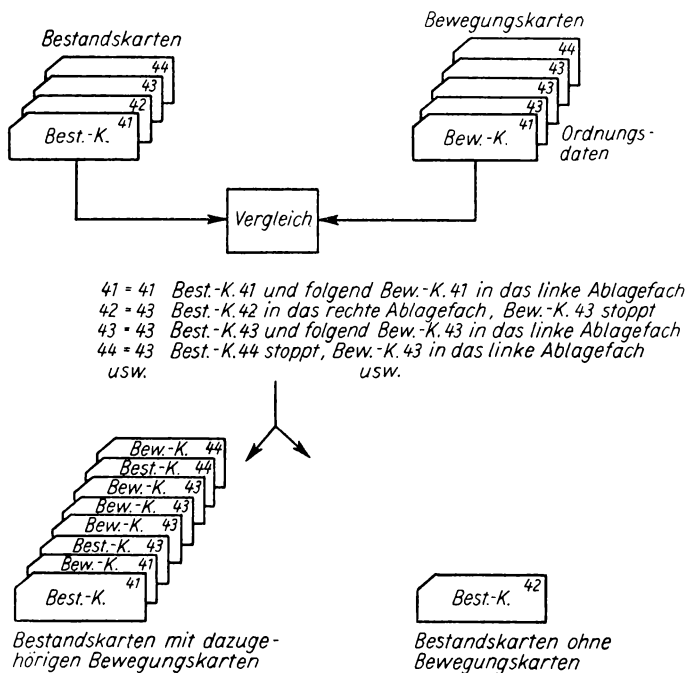 Bestandskarten
44
43
42
41
Best.-K.
Bewegungskarten
44
43
43
43
41
Bew.-K.
Ordnungs-
daten
Vergleich
41 = 41 Best.-K. 41 und folgend Bew.-K. 41 in das linke Ablagefach
42 = 43 Best.-K. 42 in das rechte Ablagefach, Bew.-K. 43 stoppt
43 = 43 Best.-K. 43 und folgend Bew.-K. 43 in das linke Ablagefach
44 = 43 Best.-K. 44 stoppt, Bew.-K. 43 in das linke Ablagefach
usw. usw.
Bew.-K. 44
Best.-K. 44
Bew.-K. 43
Bew.-K. 43
Bew.-K. 43
Best.-K. 43
Bew.-K. 41
Best.-K. 41
Bestandskarten mit dazuge-
hörigen Bewegungskarten
Best.-K. 42
Bestandskarten ohne
Bewegungskarten